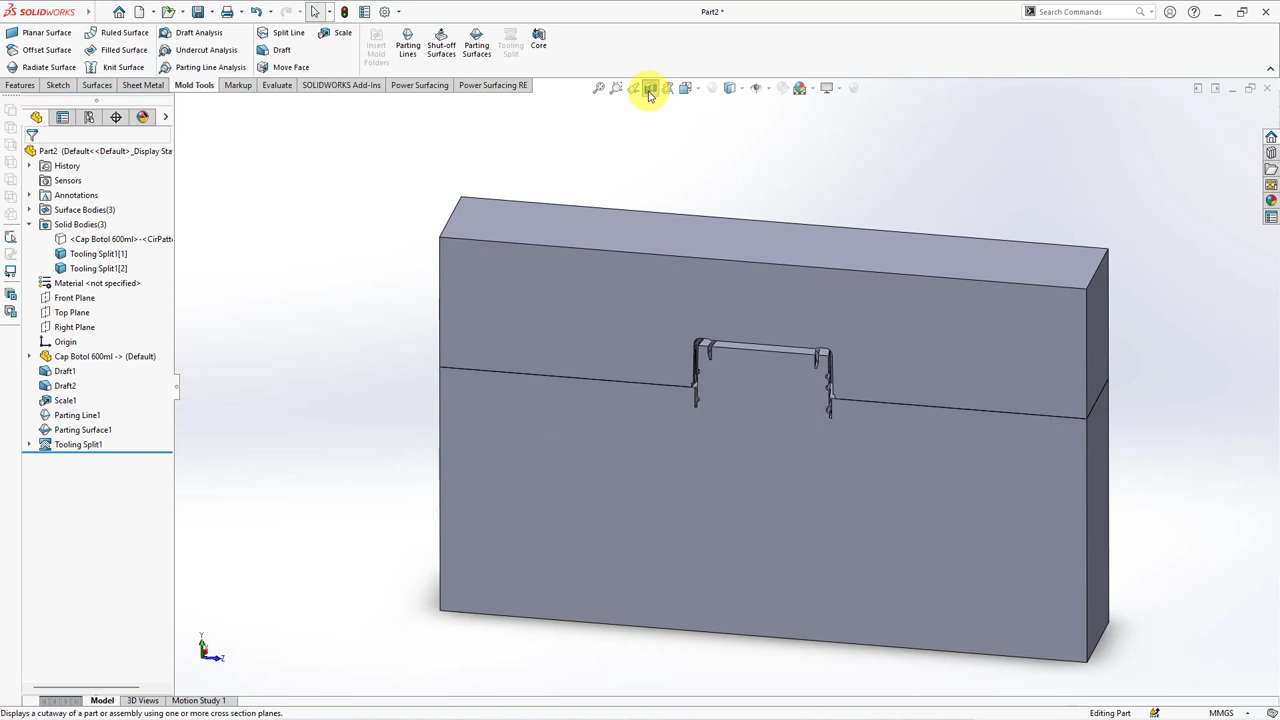 SOLIDWORKS
Part2 *
Search Commands
Planar Surface
Ruled Surface
Draft Analysis
Split Line
Scale
Offset Surface
Filled Surface
Undercut Analysis
Draft
Radiate Surface
Knit Surface
Parting Line Analysis
Move Face
Insert
Mold
Folders
Parting
Lines
Shut-off
Surfaces
Parting
Surfaces
Tooling
Split
Core
Features
Sketch
Surfaces
Sheet Metal
Mold Tools
Markup
Evaluate
SOLIDWORKS Add-Ins
Power Surfacing
Power Surfacing RE
Part2 (Default<<Default>_Display Sta
History
Sensors
Annotations
Surface Bodies(3)
Solid Bodies(3)
<Cap Botol 600ml>-<CirPatt
Tooling Split1[1]
Tooling Split1[2]
Material <not specified>
Front Plane
Top Plane
Right Plane
Origin
Cap Botol 600ml -> (Default)
Draft1
Draft2
Scale1
Parting Line1
Parting Surface1
Tooling Split1
Y
Z
Model
3D Views
Motion Study 1
Displays a cutaway of a part or assembly using one or more cross section planes.
Editing Part
MMGS